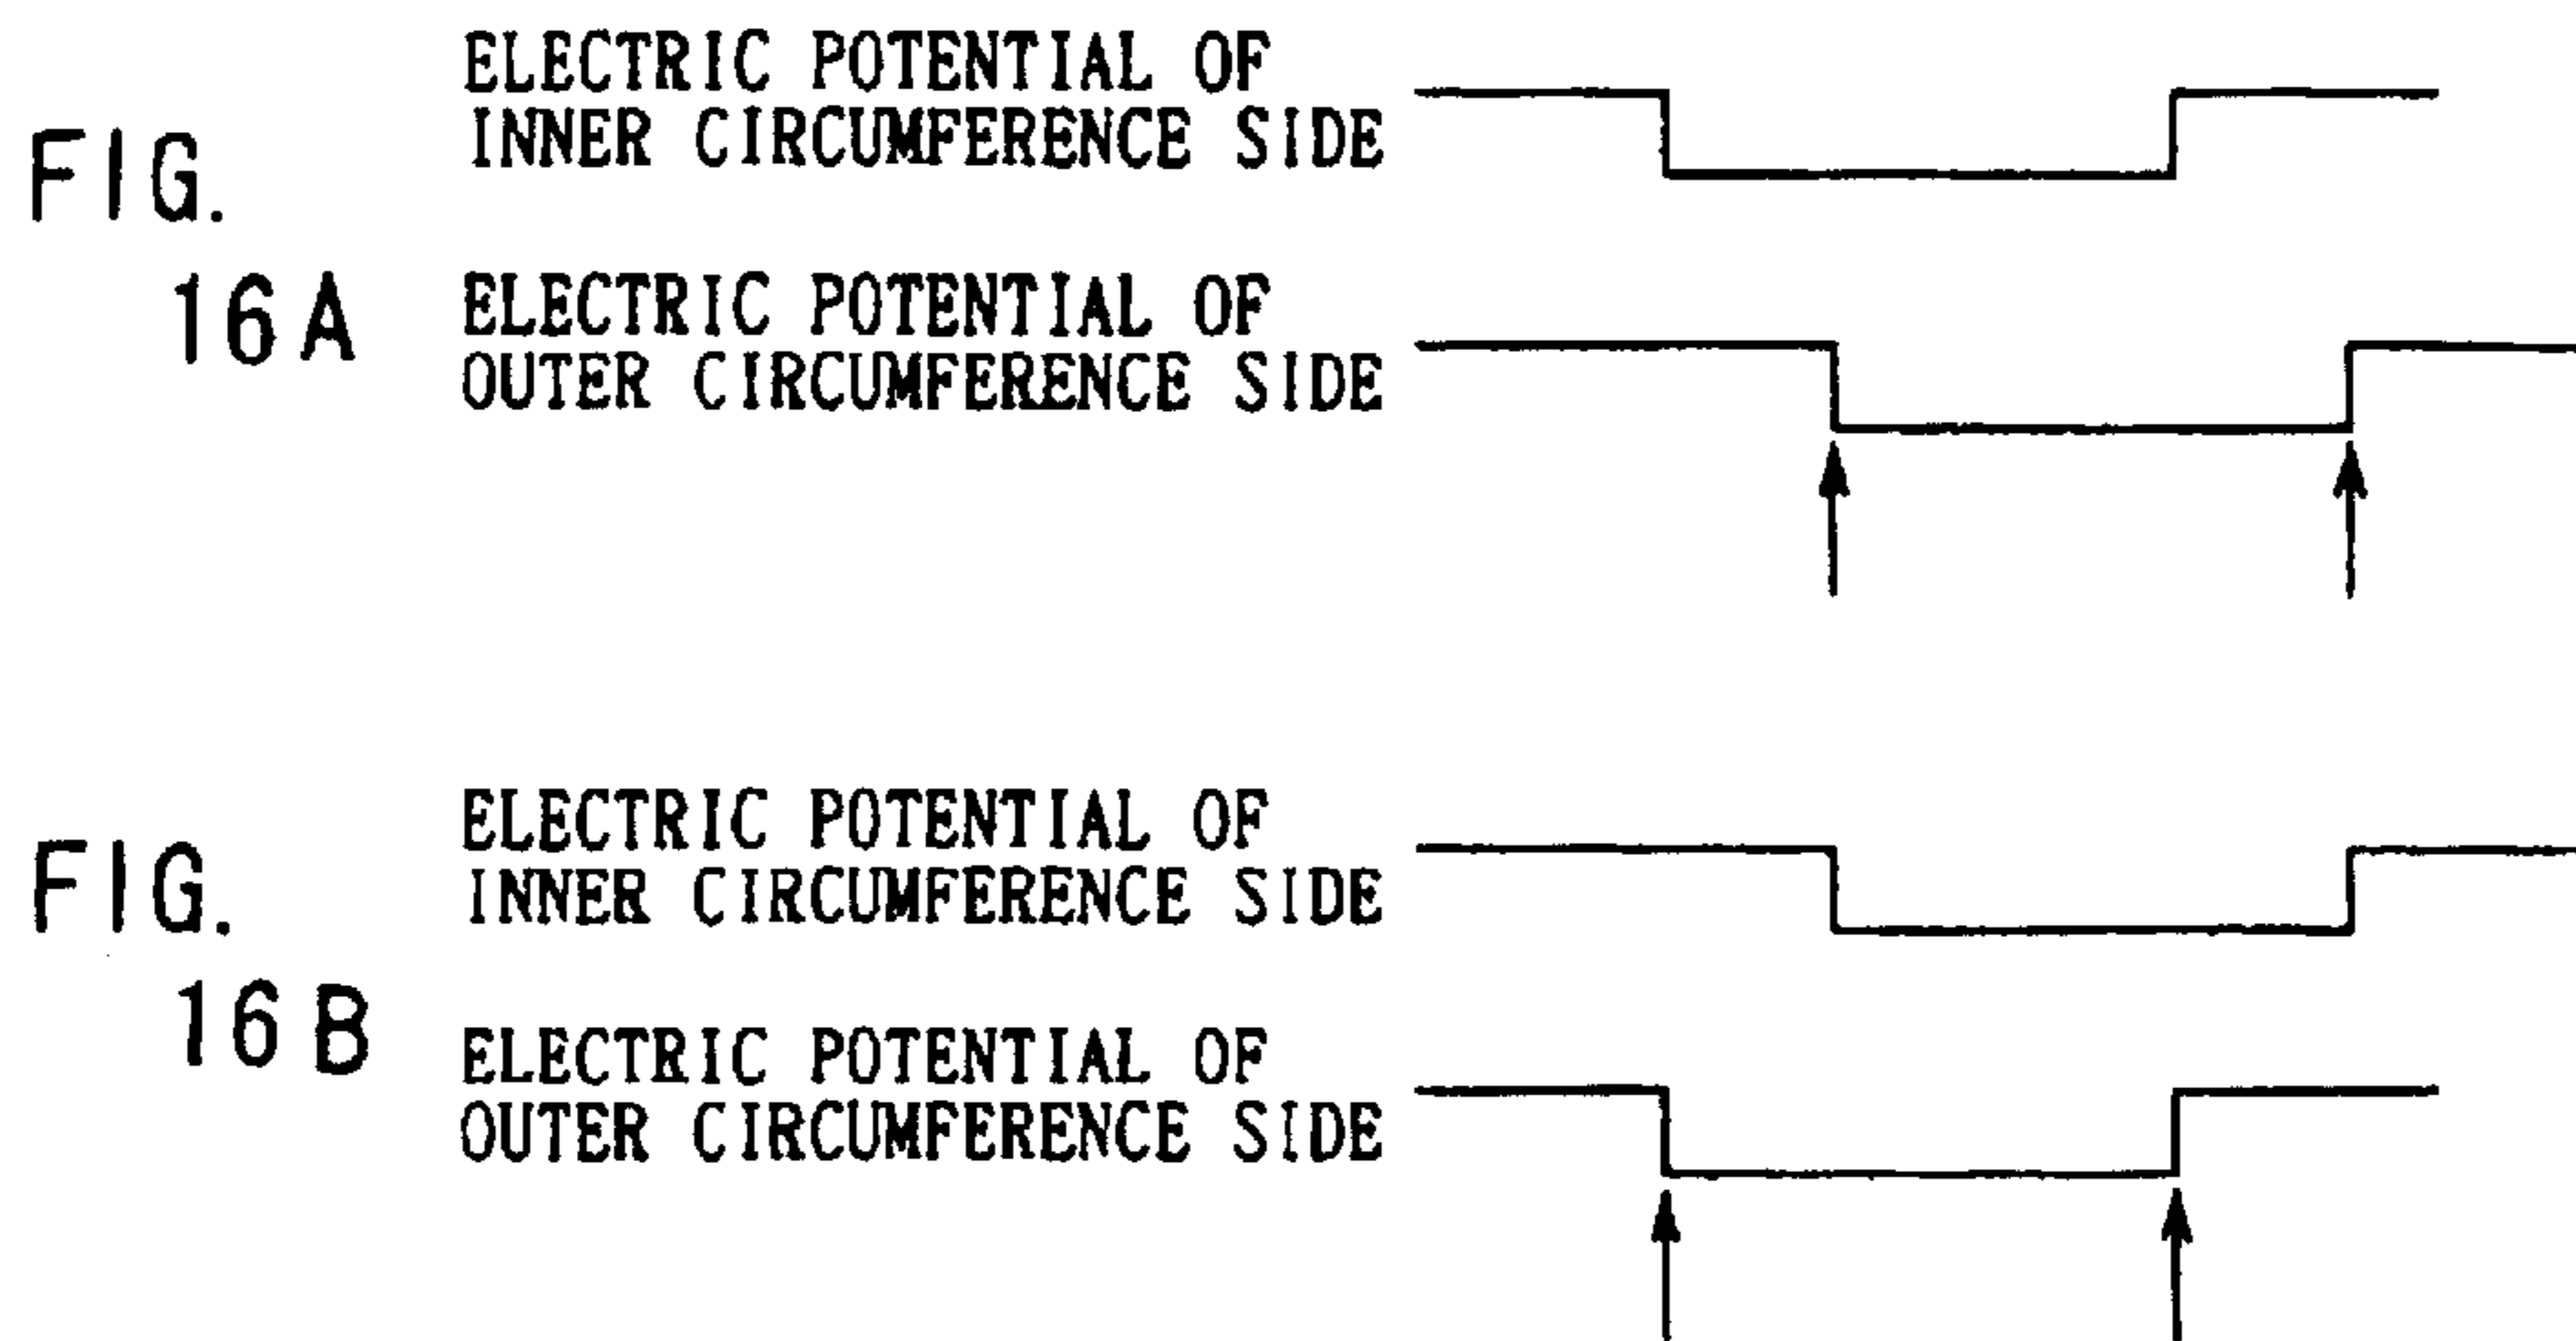 FIG.
16A
ELECTRIC POTENTIAL OF
INNER CIRCUMFERENCE SIDE
ELECTRIC POTENTIAL OF
OUTER CIRCUMFERENCE SIDE
FIG.
16B
ELECTRIC POTENTIAL OF
INNER CIRCUMFERENCE SIDE
ELECTRIC POTENTIAL OF
OUTER CIRCUMFERENCE SIDE